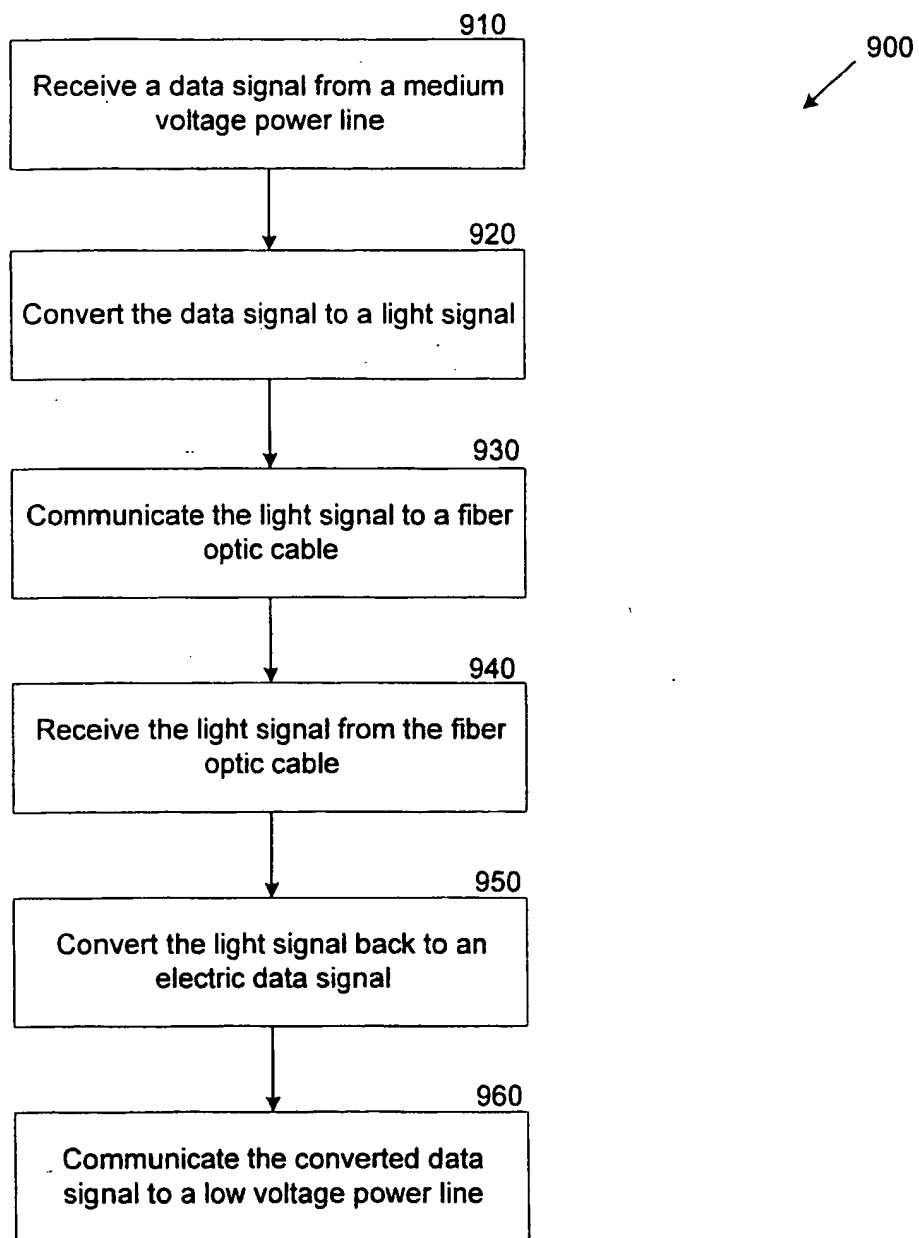 910
900
Receive a data signal from a medium
voltage power line
920
Convert the data signal to a light signal
930
Communicate the light signal to a fiber
optic cable
940
Receive the light signal from the fiber
optic cable
950
Convert the light signal back to an
electric data signal
960
Communicate the converted data
signal to a low voltage power line